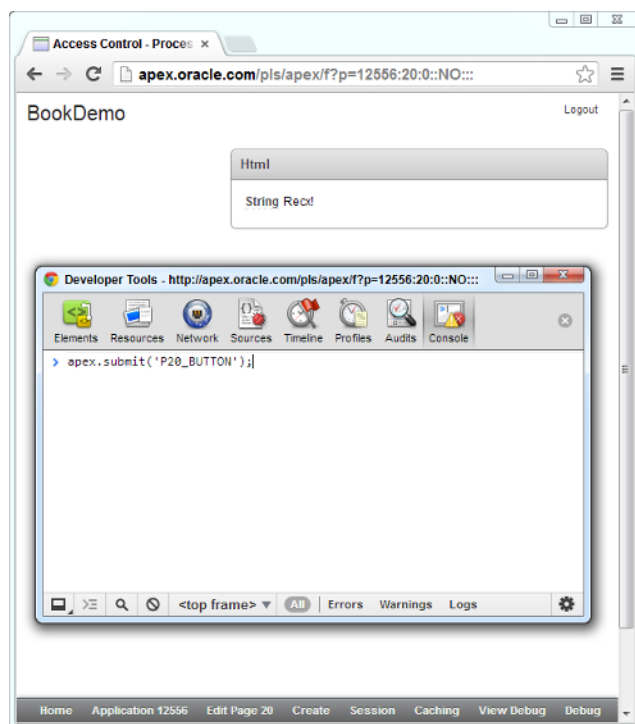 Access Control - Proces ×
apex.oracle.com/pls/apex/f?p=12556:20:0::NO:::
BookDemo
Logout
Html
String Recx!
Developer Tools - http://apex.oracle.com/pls/apex/f?p=12556:20:0::NO:::
Elements Resources Network Sources Timeline Profiles Audits Console
> apex.submit('P20_BUTTON');
<top frame> ▼ All Errors Warnings Logs
Home Application 12556 Edit Page 20 Create Session Caching View Debug Debug